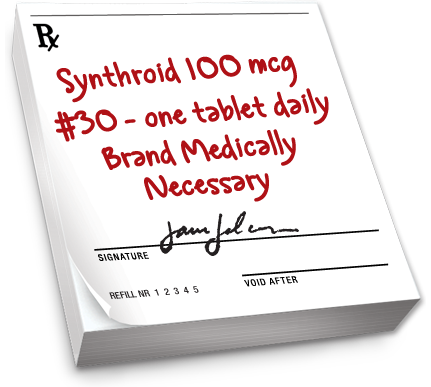 Rx
Synthroid 100 mcg
#30 - one tablet daily
Brand Medically
Necessary
SIGNATURE
REFILL NR 1 2 3 4 5
VOID AFTER